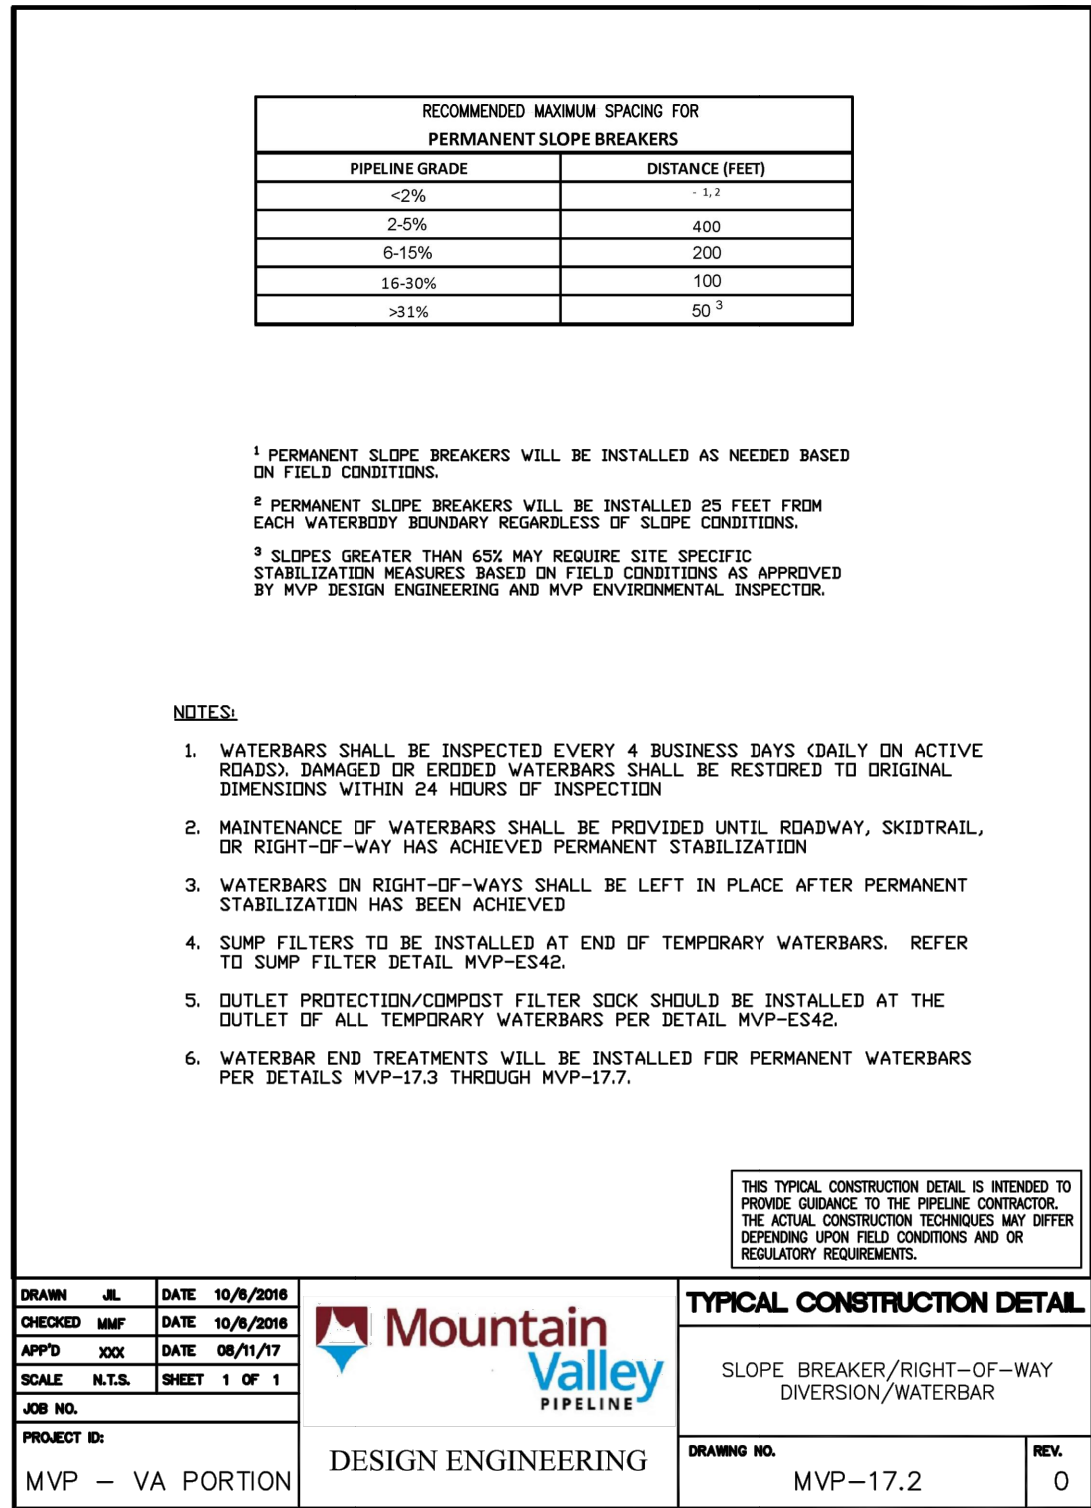 RECOMMENDED MAXIMUM SPACING FOR
PERMANENT SLOPE BREAKERS
PIPELINE GRADE DISTANCE (FEET)
<2% - 1, 2
2-5% 400
6-15% 200
16-30% 100
>31% 50 3
1 PERMANENT SLOPE BREAKERS WILL BE INSTALLED AS NEEDED BASED
ON FIELD CONDITIONS.
2 PERMANENT SLOPE BREAKERS WILL BE INSTALLED 25 FEET FROM
EACH WATERBODY BOUNDARY REGARDLESS OF SLOPE CONDITIONS.
3 SLOPES GREATER THAN 65% MAY REQUIRE SITE SPECIFIC
STABILIZATION MEASURES BASED ON FIELD CONDITIONS AS APPROVED
BY MVP DESIGN ENGINEERING AND MVP ENVIRONMENTAL INSPECTOR.
NOTES:
1. WATERBARS SHALL BE INSPECTED EVERY 4 BUSINESS DAYS (DAILY ON ACTIVE
ROADS). DAMAGED OR ERODED WATERBARS SHALL BE RESTORED TO ORIGINAL
DIMENSIONS WITHIN 24 HOURS OF INSPECTION
2. MAINTENANCE OF WATERBARS SHALL BE PROVIDED UNTIL ROADWAY, SKIDTRAIL,
OR RIGHT-OF-WAY HAS ACHIEVED PERMANENT STABILIZATION
3. WATERBARS ON RIGHT-OF-WAYS SHALL BE LEFT IN PLACE AFTER PERMANENT
STABILIZATION HAS BEEN ACHIEVED
4. SUMP FILTERS TO BE INSTALLED AT END OF TEMPORARY WATERBARS. REFER
TO SUMP FILTER DETAIL MVP-ES42.
5. OUTLET PROTECTION/COMPOST FILTER SOCK SHOULD BE INSTALLED AT THE
OUTLET OF ALL TEMPORARY WATERBARS PER DETAIL MVP-ES42.
6. WATERBAR END TREATMENTS WILL BE INSTALLED FOR PERMANENT WATERBARS
PER DETAILS MVP-17.3 THROUGH MVP-17.7.
THIS TYPICAL CONSTRUCTION DETAIL IS INTENDED TO
PROVIDE GUIDANCE TO THE PIPELINE CONTRACTOR.
THE ACTUAL CONSTRUCTION TECHNIQUES MAY DIFFER
DEPENDING UPON FIELD CONDITIONS AND OR
REGULATORY REQUIREMENTS.
DRAWN JIL DATE 10/6/2016
CHECKED MMF DATE 10/6/2016
APP'D XXX DATE 08/11/17
SCALE N.T.S. SHEET 1 OF 1
JOB NO.
PROJECT ID:
MVP - VA PORTION
Mountain
Valley
PIPELINE
DESIGN ENGINEERING
TYPICAL CONSTRUCTION DETAIL
SLOPE BREAKER/RIGHT-OF-WAY
DIVERSION/WATERBAR
DRAWING NO.
MVP-17.2
REV.
0